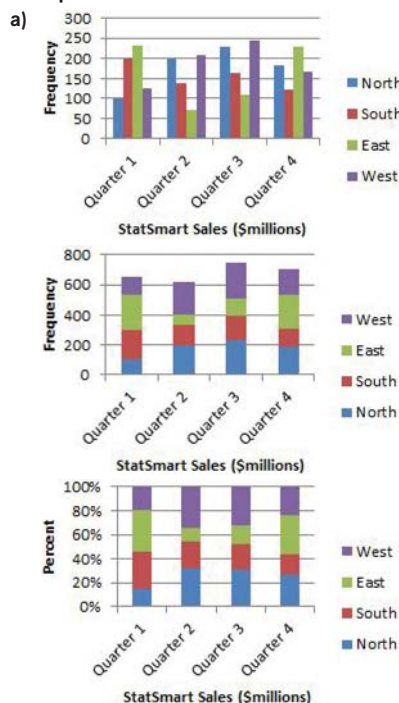 a)
300
250
200
150
100
50
0
Frequency
Quarter 1
Quarter 2
Quarter 3
Quarter 4
North
South
East
West
StatSmart Sales ($millions)
800
600
400
200
0
Frequency
Quarter 1
Quarter 2
Quarter 3
Quarter 4
West
East
South
North
StatSmart Sales ($millions)
100%
80%
60%
40%
20%
0%
Percent
Quarter 1
Quarter 2
Quarter 3
Quarter 4
West
East
South
North
StatSmart Sales ($millions)